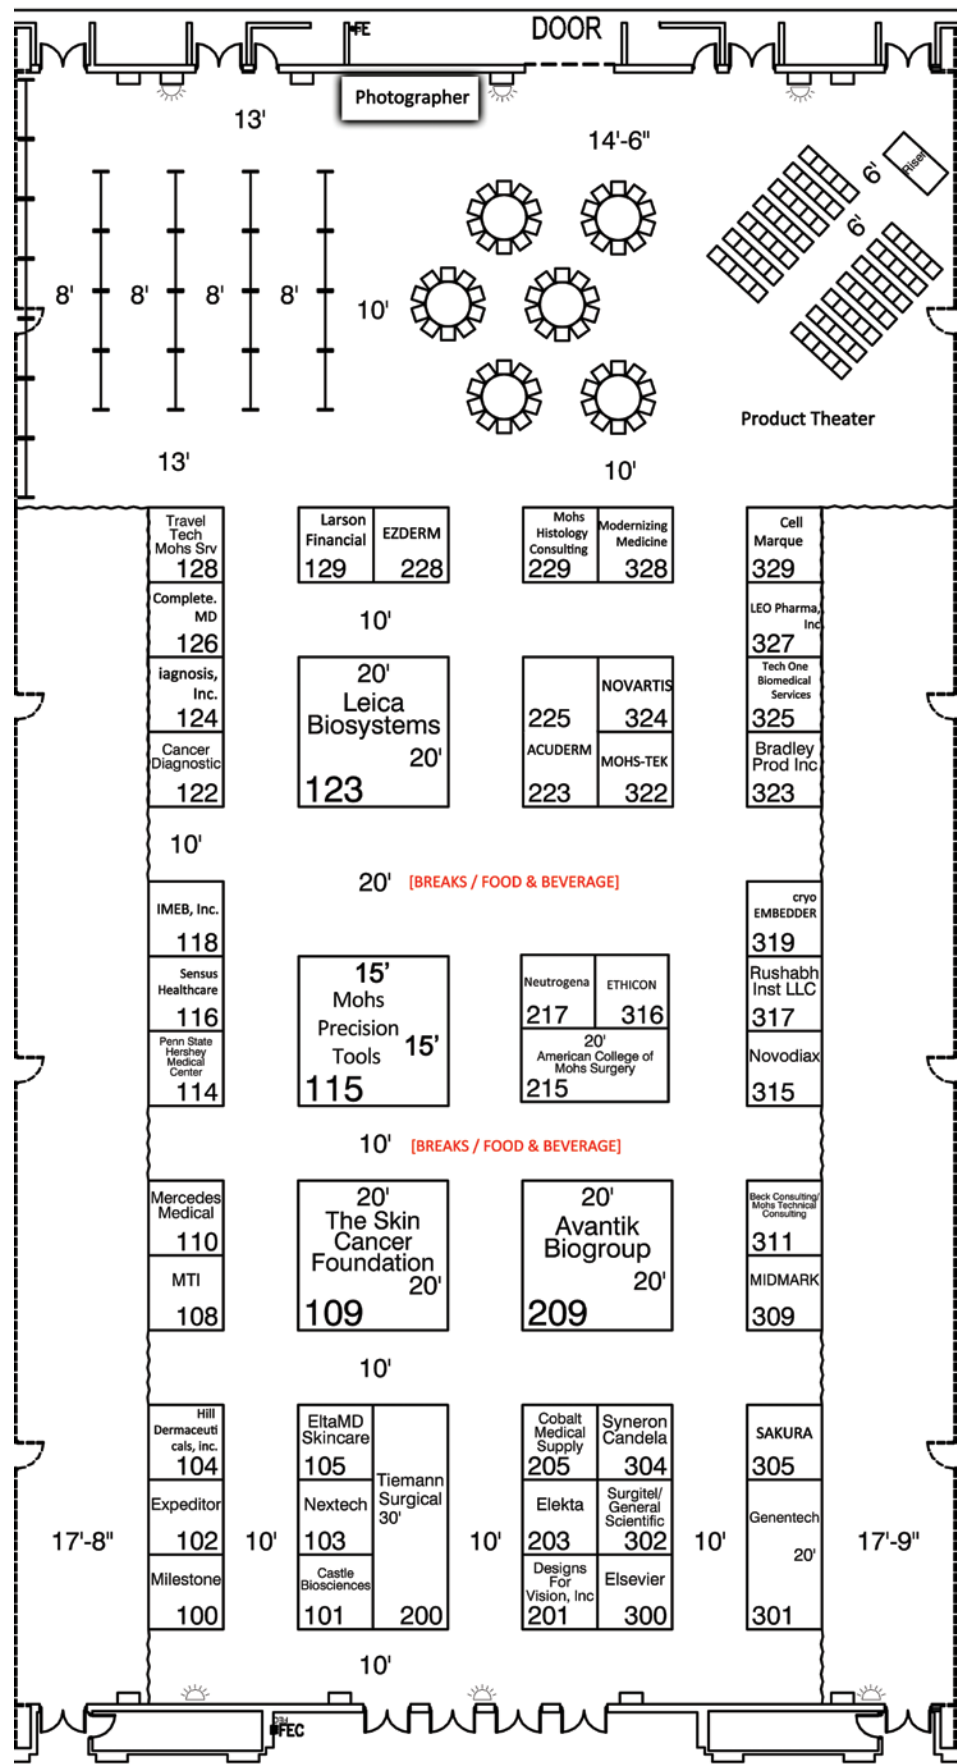 FE
DOOR
Photographer
13'
14'-6"
Riser
6'
6'
8'
8'
8'
8'
10'
Product Theater
13'
10'
Travel
Tech
Mohs Srv
128
Larson
Financial
129
EZDERM
228
Mohs
Histology
Consulting
229
Modernizing
Medicine
328
Cell
Marque
329
Complete.
MD
126
10'
LEO Pharma,
Inc
327
iagnosis,
Inc.
124
20'
Leica
Biosystems
20'
123
225
ACUDERM
223
NOVARTIS
324
MOHS-TEK
322
Tech One
Biomedical
Services
325
Cancer
Diagnostic
122
Bradley
Prod Inc
323
10'
20'
[BREAKS / FOOD & BEVERAGE]
IMEB, Inc.
118
cryo
EMBEDDER
319
Sensus
Healthcare
116
15'
Mohs
Precision
Tools
15'
115
Neutrogena
217
ETHICON
316
20'
American College of
Mohs Surgery
215
Rushabh
Inst LLC
317
Penn State
Hershey
Medical
Center
114
Novodiax
315
10'
[BREAKS / FOOD & BEVERAGE]
Mercedes
Medical
110
20'
The Skin
Cancer
Foundation
20'
109
20'
Avantik
Biogroup
20'
209
Beck Consulting/
Mohs Technical
Consulting
311
MTI
108
MIDMARK
309
10'
Hill
Dermaceuti
cals, inc.
104
EltaMD
Skincare
105
Tiemann
Surgical
30'
200
Cobalt
Medical
Supply
205
Syneron
Candela
304
SAKURA
305
17'-8"
Expeditor
102
10'
Nextech
103
10'
Elekta
203
Surgitel/
General
Scientific
302
10'
Genentech
20'
301
17'-9"
Milestone
100
Castle
Biosciences
101
Designs
For
Vision, Inc
201
Elsevier
300
10'
FEC